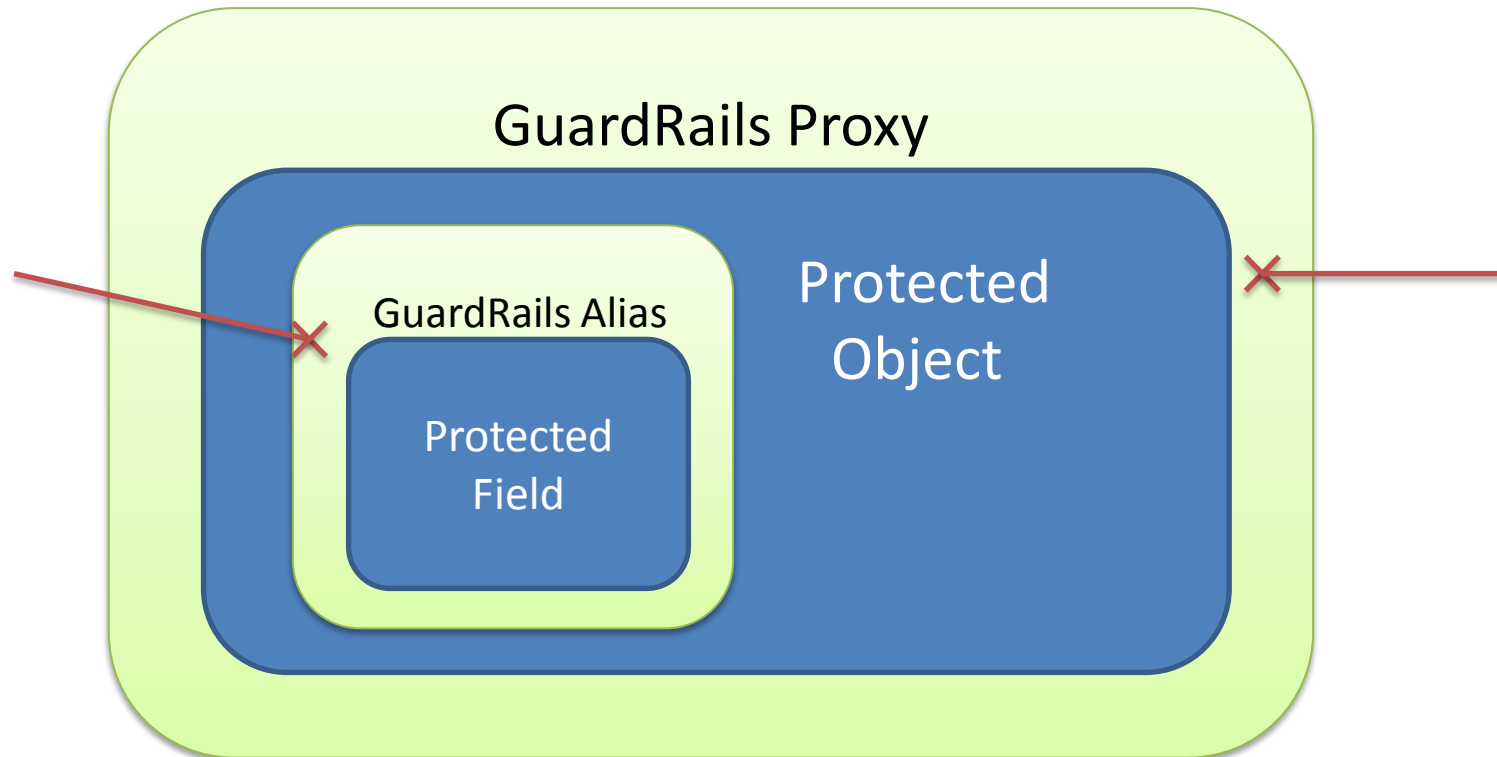 GuardRails Proxy
GuardRails Alias
Protected
Field
Protected
Object